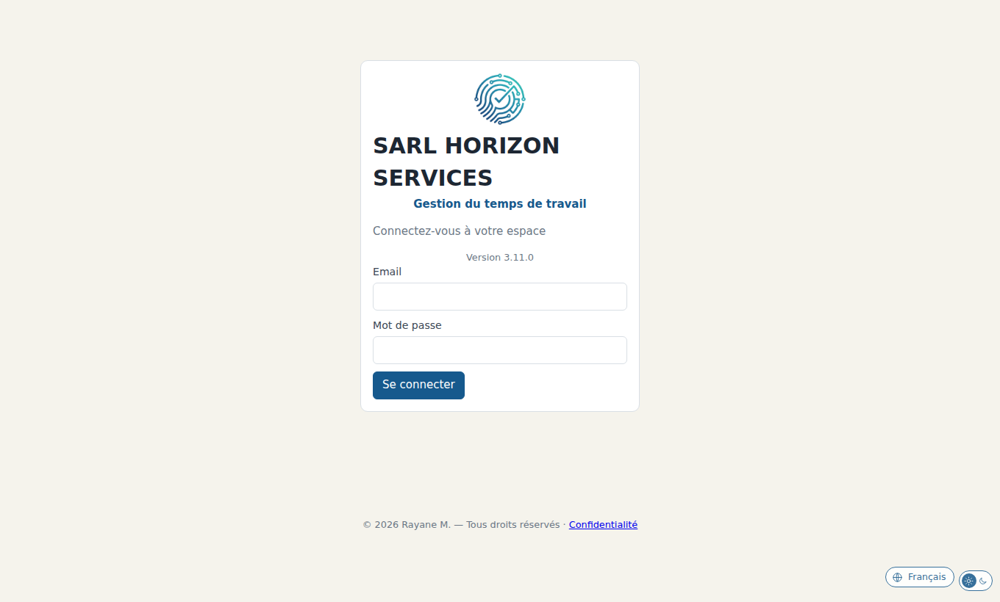 SARL HORIZON
SERVICES
Gestion du temps de travail
Connectez-vous à votre espace
Version 3.11.0
Email
Mot de passe
Se connecter
© 2026 Rayane M. — Tous droits réservés · Confidentialité
Français